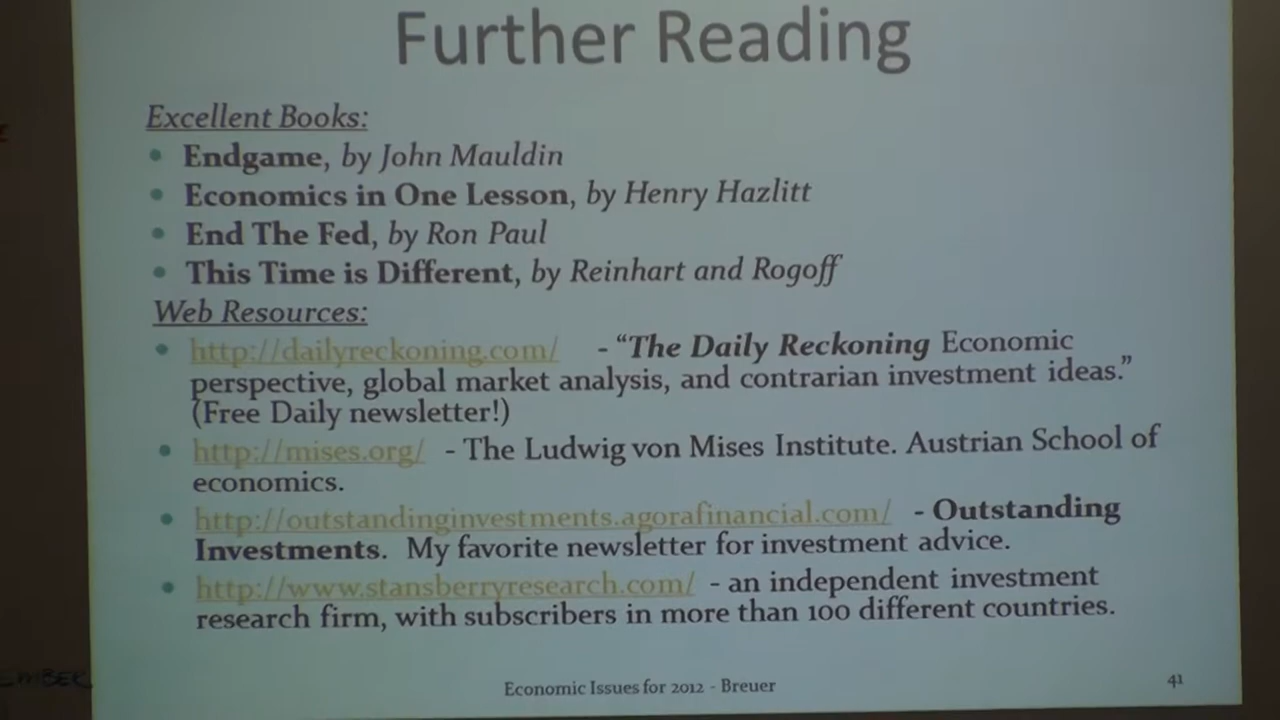 Further Reading
Excellent Books:
• Endgame, by John Mauldin
• Economics in One Lesson, by Henry Hazlitt
• End The Fed, by Ron Paul
• This Time is Different, by Reinhart and Rogoff
Web Resources:
• http://dailyreckoning.com/ - “The Daily Reckoning Economic
perspective, global market analysis, and contrarian investment ideas.”
(Free Daily newsletter!)
• http://mises.org/ - The Ludwig von Mises Institute. Austrian School of
economics.
• http://outstandinginvestments.agorafinancial.com/ - Outstanding
Investments. My favorite newsletter for investment advice.
• http://www.stansberryresearch.com/ - an independent investment
research firm, with subscribers in more than 100 different countries.
Economic Issues for 2012 - Breuer 41